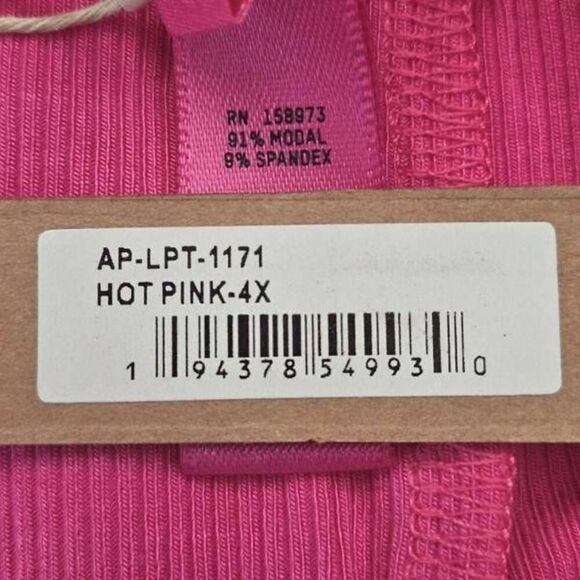 RN 158973
91% MODAL
9% SPANDEX
AP-LPT-1171
HOT PINK-4X
1 94378 54993 0